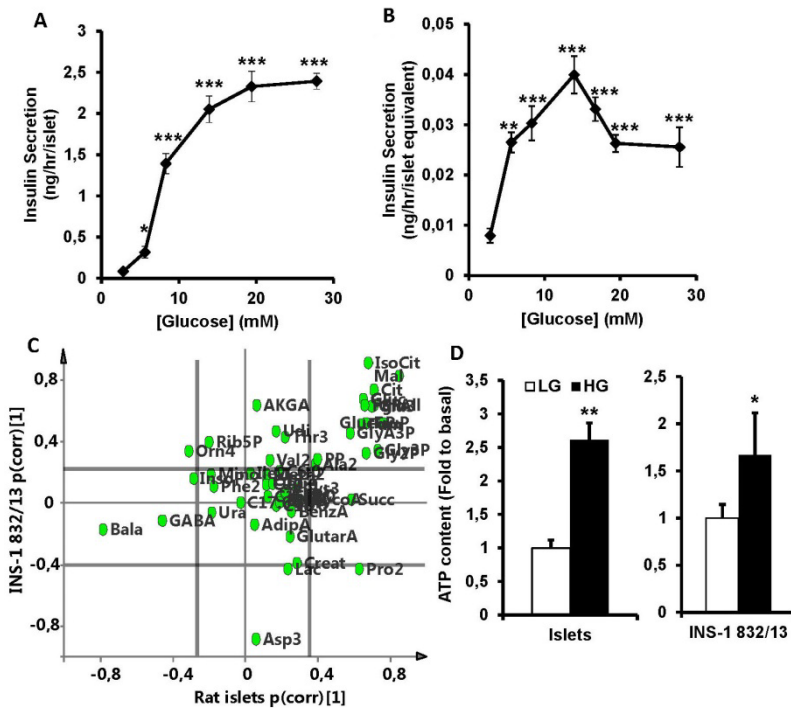 A
Insulin Secretion
(ng/hr/islet)
3
2,5
2
1,5
1
0,5
0
*
***
***
***
***
0
10
20
30
[Glucose] (mM)
B
Insulin Secretion
(ng/hr/islet equivalent)
0,05
0,04
0,03
0,02
0,01
0
**
***
***
***
***
***
0
10
20
30
[Glucose] (mM)
C
INS-1 832/13 p(corr)[1]
0,8
0,4
0
-0,4
-0,8
IsoCit
Mal
Cit
AKGA
Thr3
GlyA3P
Rib5P
Orn4
Val2
PP
Ala2
Phe2
Succ
Ura
BenzA
GABA
AdipA
Bala
GlutarA
Creat
Lac
Pro2
Asp3
-0,8
-0,4
0
0,4
0,8
Rat islets p(corr)[1]
D
LG
HG
ATP content (Fold to basal)
3,5
3
2,5
2
1,5
1
0,5
0
**
Islets
2,5
2
1,5
1
0,5
0
*
INS-1 832/13